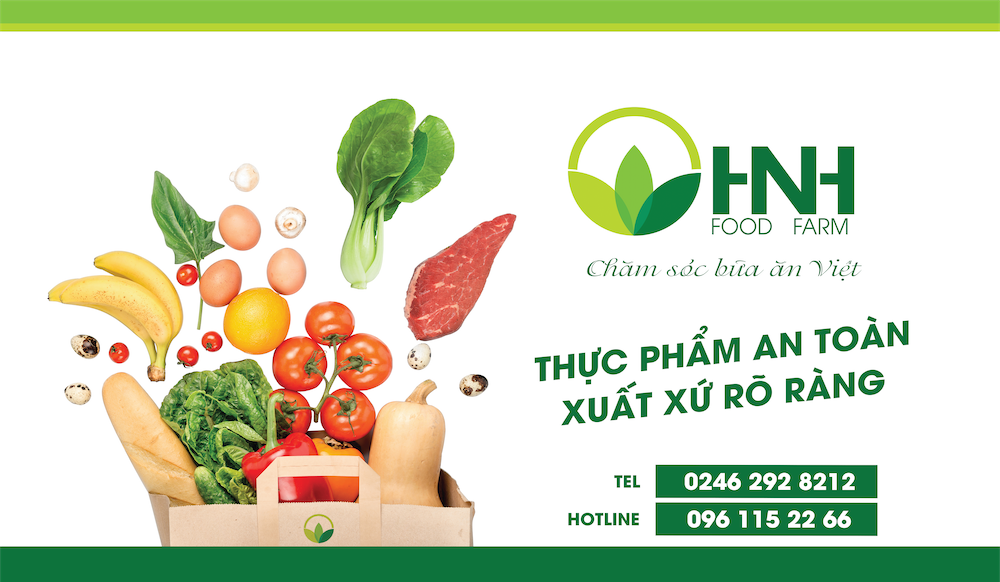 HNH
FOOD FARM
Chăm sóc bữa ăn Việt
THỰC PHẨM AN TOÀN
XUẤT XỨ RÕ RÀNG
TEL 0246 292 8212
HOTLINE 096 115 22 66